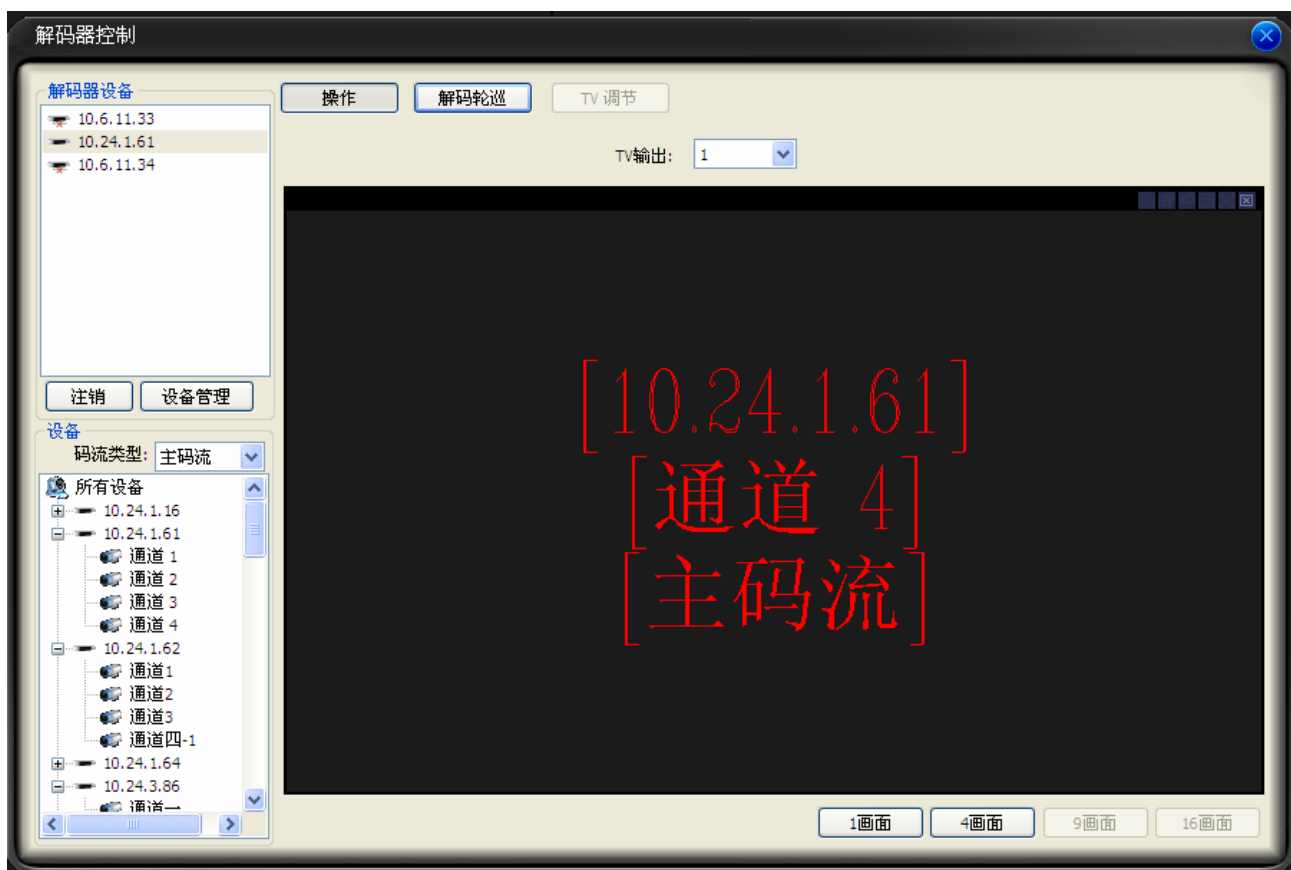 解码器控制
解码器设备
10.6.11.33
10.24.1.61
10.6.11.34
注销 设备管理
设备
码流类型: 主码流
所有设备
10.24.1.16
10.24.1.61
通道 1
通道 2
通道 3
通道 4
10.24.1.62
通道1
通道2
通道3
通道四-1
10.24.1.64
10.24.3.86
通道一
操作 解码轮巡 TV 调节
TV输出: 1
[10.24.1.61]
[通道 4]
[主码流]
1画面 4画面 9画面 16画面